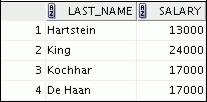 LAST_NAME SALARY
1 Hartstein 13000
2 King 24000
3 Kochhar 17000
4 De Haan 17000